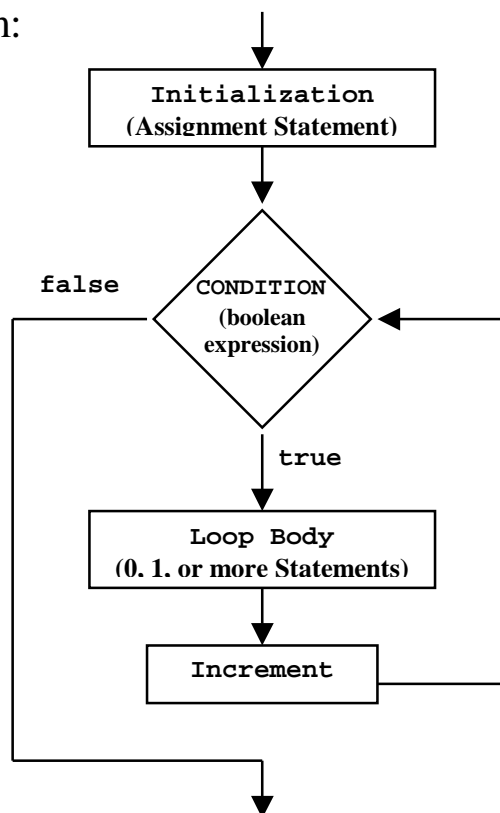 n:
Initialization
(Assignment Statement)
false
CONDITION
(boolean
expression)
true
Loop Body
(0, 1, or more Statements)
Increment